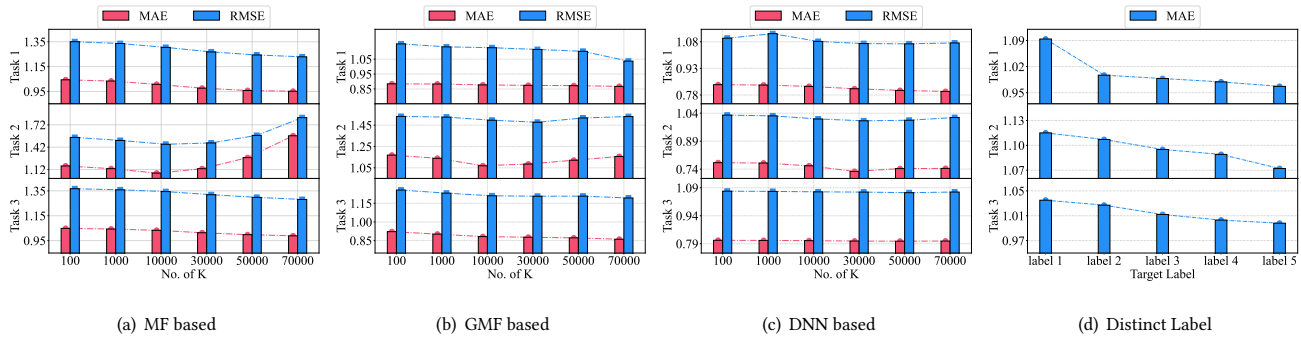 MAE RMSE
Task 1
1.35
1.15
0.95
Task 2
1.72
1.42
1.12
Task 3
1.35
1.15
0.95
100 1000 10000 30000 50000 70000
No. of K
(a) MF based
MAE RMSE
Task 1
1.05
0.95
0.85
Task 2
1.45
1.25
1.05
Task 3
1.15
1.00
0.85
100 1000 10000 30000 50000 70000
No. of K
(b) GMF based
MAE RMSE
Task 1
1.08
0.93
0.78
Task 2
1.04
0.89
0.74
Task 3
1.09
0.94
0.79
100 1000 10000 30000 50000 70000
No. of K
(c) DNN based
MAE
Task 1
1.09
1.02
0.95
Task 2
1.13
1.10
1.07
Task 3
1.05
1.01
0.97
label 1 label 2 label 3 label 4 label 5
Target Label
(d) Distinct Label